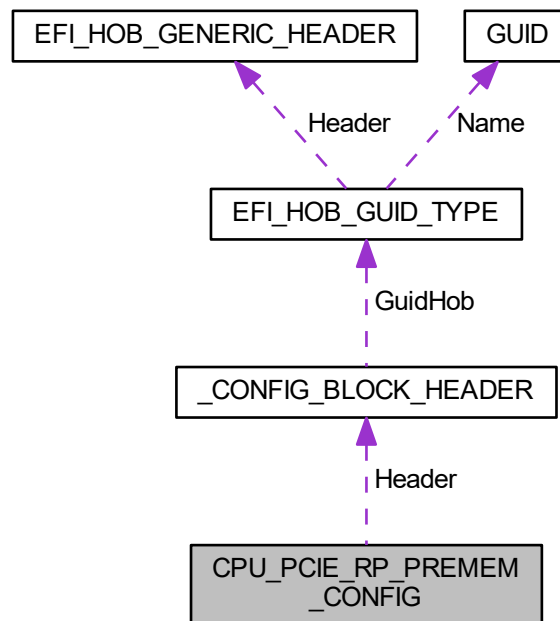 EFI_HOB_GENERIC_HEADER
GUID
Header
Name
EFI_HOB_GUID_TYPE
GuidHob
_CONFIG_BLOCK_HEADER
Header
CPU_PCIE_RP_PREMEM
_CONFIG